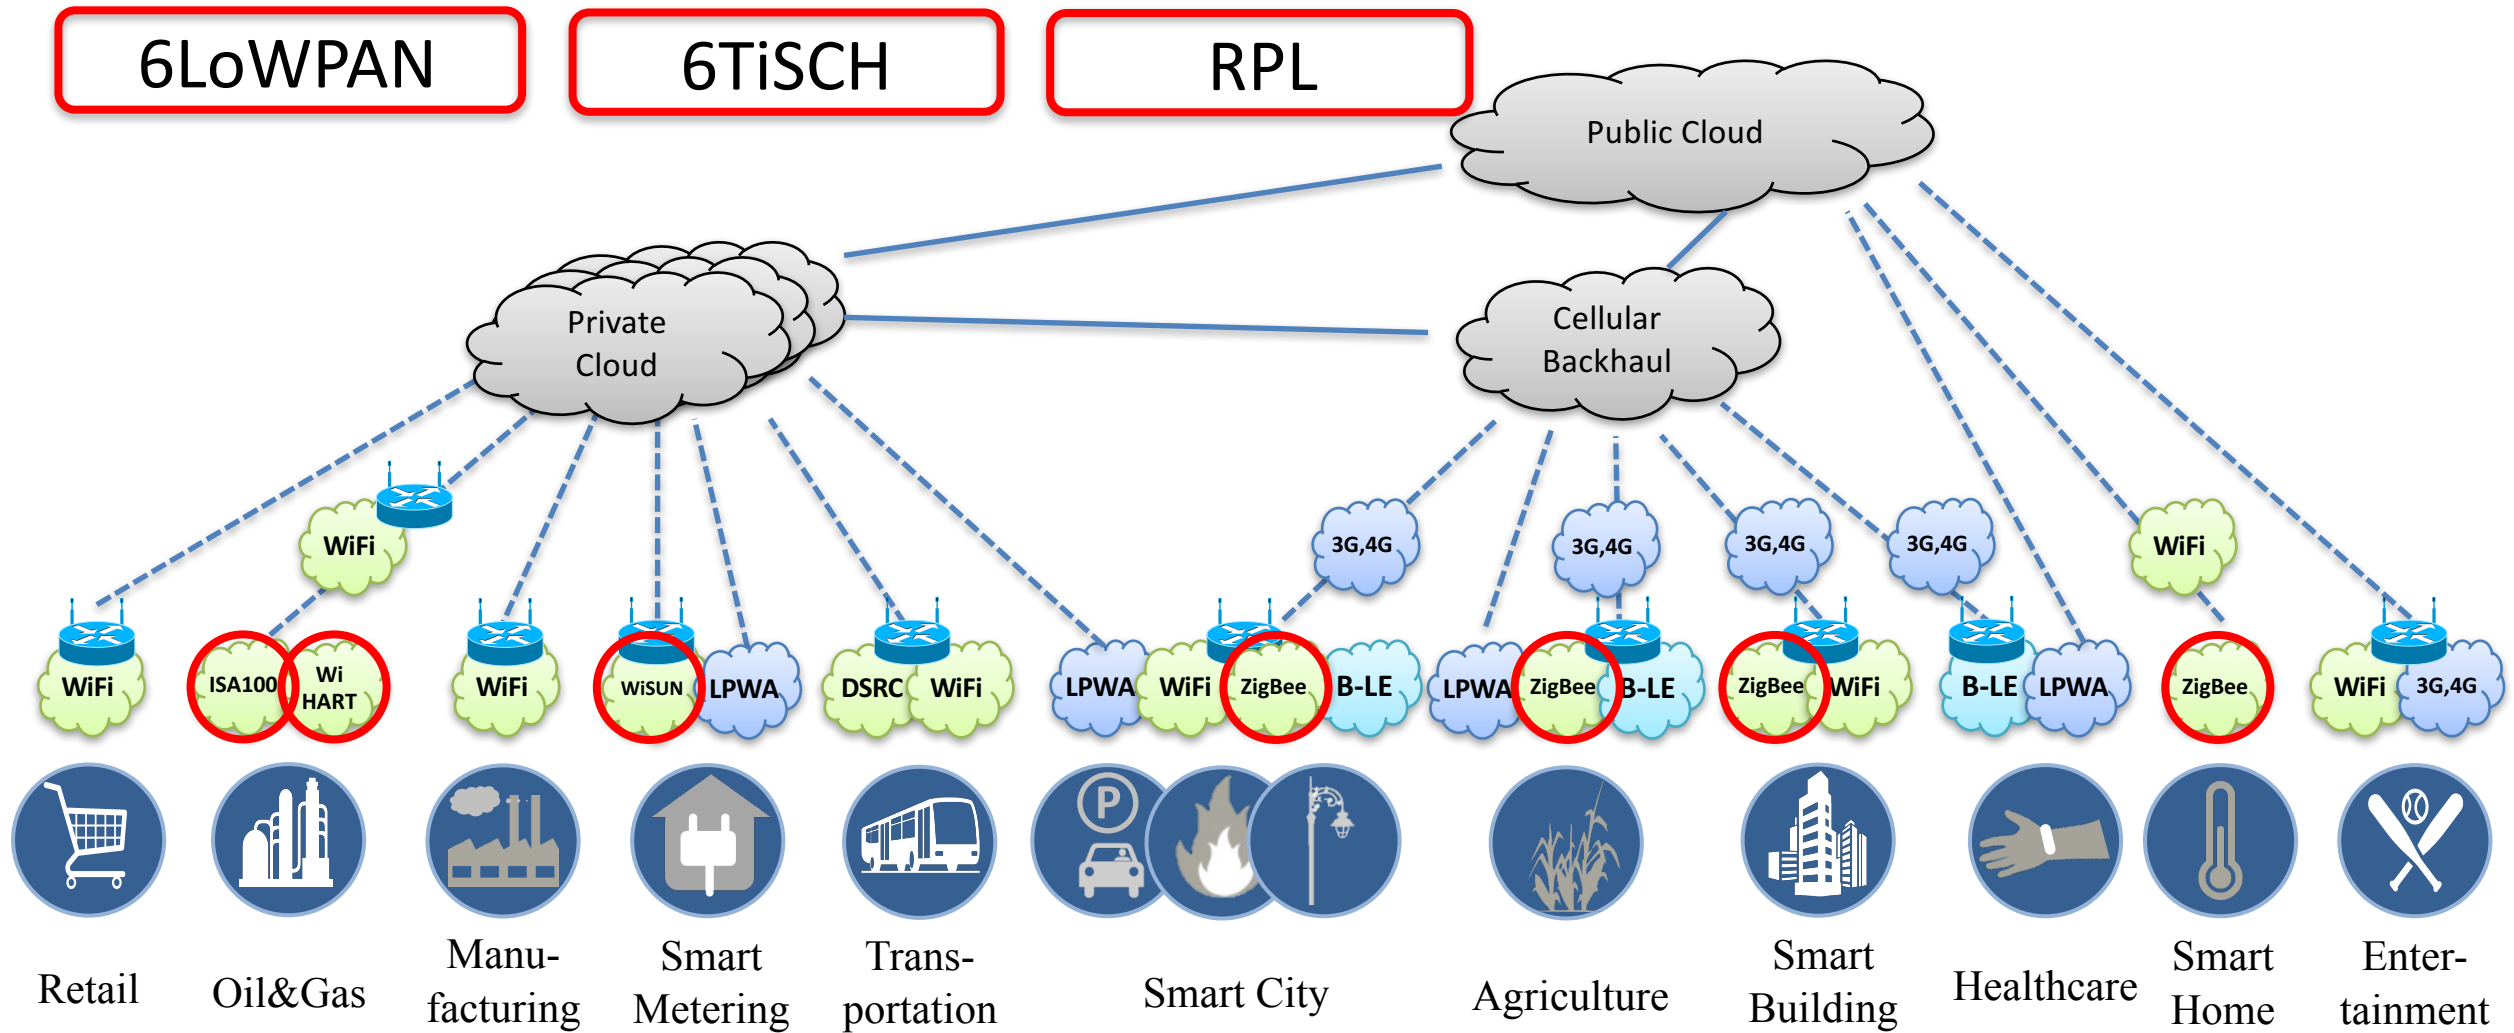 6LoWPAN
6TiSCH
RPL
Public Cloud
Private
Cloud
Cellular
Backhaul
WiFi
3G,4G
3G,4G
3G,4G
3G,4G
WiFi
WiFi
ISA100
Wi
HART
WiFi
WiSUN
LPWA
DSRC
WiFi
LPWA
WiFi
ZigBee
B-LE
LPWA
ZigBee
B-LE
ZigBee
WiFi
B-LE
LPWA
ZigBee
WiFi
3G,4G
P
Retail
Oil&Gas
Manu-
facturing
Smart
Metering
Trans-
portation
Smart City
Agriculture
Smart
Building
Healthcare
Smart
Home
Enter-
tainment